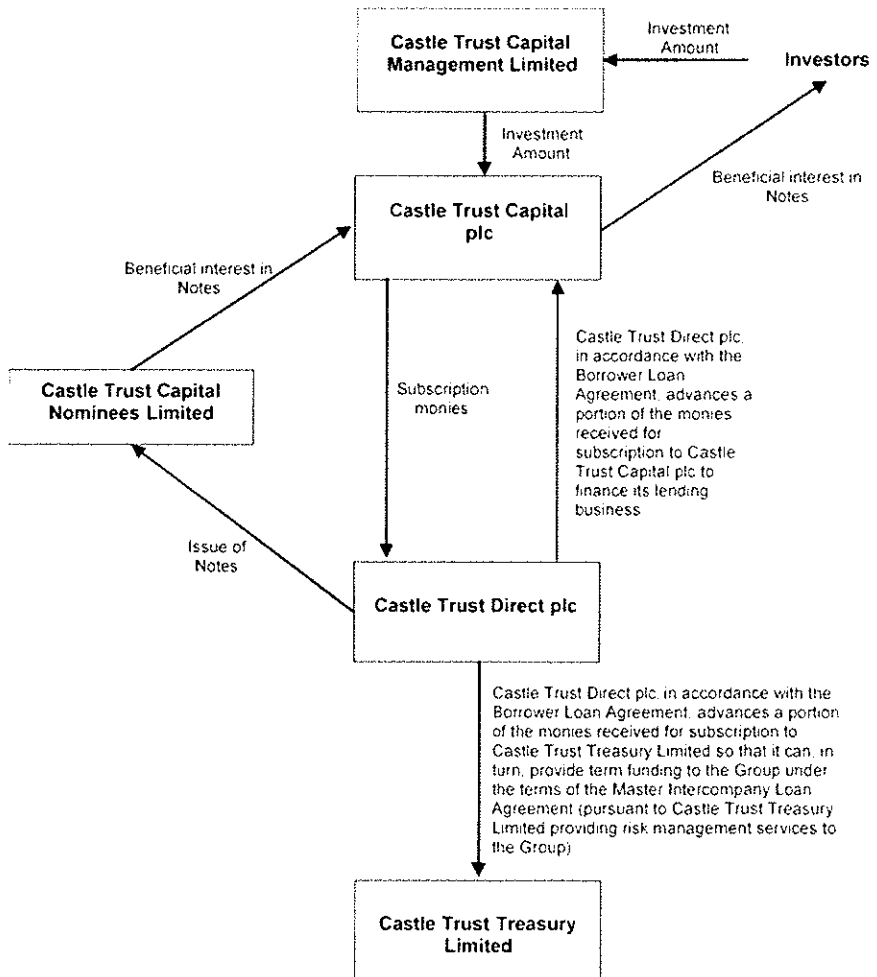 Castle Trust Capital
Management Limited
Investment
Amount
Investors
Investment
Amount
Beneficial interest in
Notes
Castle Trust Capital
plc
Beneficial interest in
Notes
Castle Trust Capital
Nominees Limited
Subscription
monies
Castle Trust Direct plc,
in accordance with the
Borrower Loan
Agreement, advances a
portion of the monies
received for
subscription to Castle
Trust Capital plc to
finance its lending
business
Issue of
Notes
Castle Trust Direct plc
Castle Trust Direct plc, in accordance with the
Borrower Loan Agreement, advances a portion
of the monies received for subscription to
Castle Trust Treasury Limited so that it can, in
turn, provide term funding to the Group under
the terms of the Master Intercompany Loan
Agreement (pursuant to Castle Trust Treasury
Limited providing risk management services to
the Group)
Castle Trust Treasury
Limited